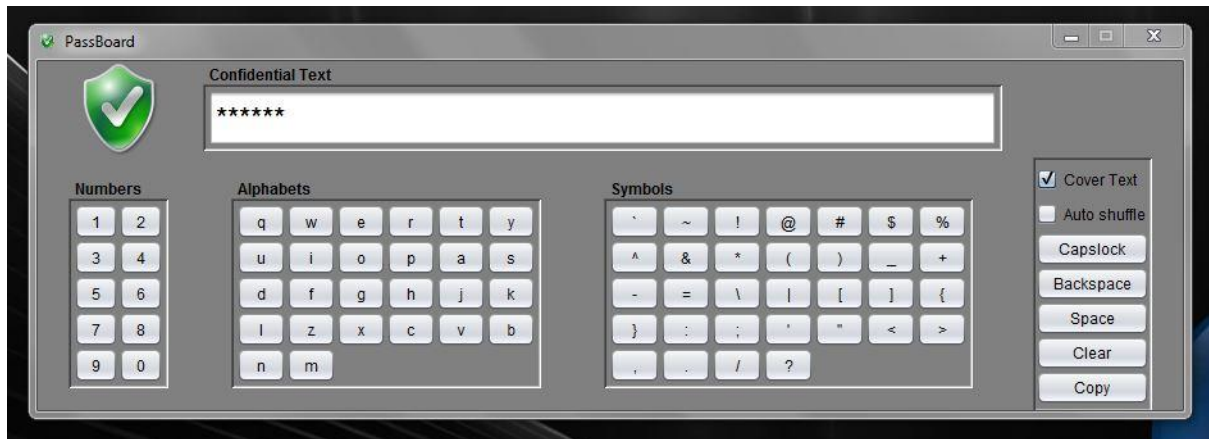 PassBoard
Confidential Text
******
Numbers
1 2
3 4
5 6
7 8
9 0
Alphabets
q w e r t y
u i o p a s
d f g h j k
l z x c v b
n m
Symbols
` ~ ! @ # $ %
^ & * ( ) _ +
- = \ | [ ] {
} : ; ' " < >
, . / ?
Cover Text
Auto shuffle
Capslock
Backspace
Space
Clear
Copy